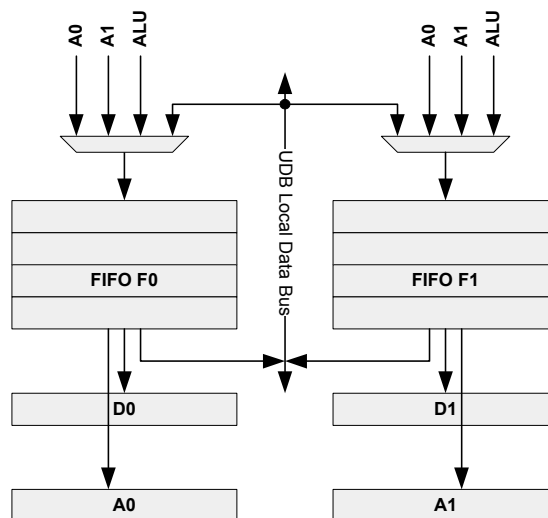 A0
A1
ALU
A0
A1
ALU
UDB Local Data Bus
FIFO F0
FIFO F1
D0
D1
A0
A1